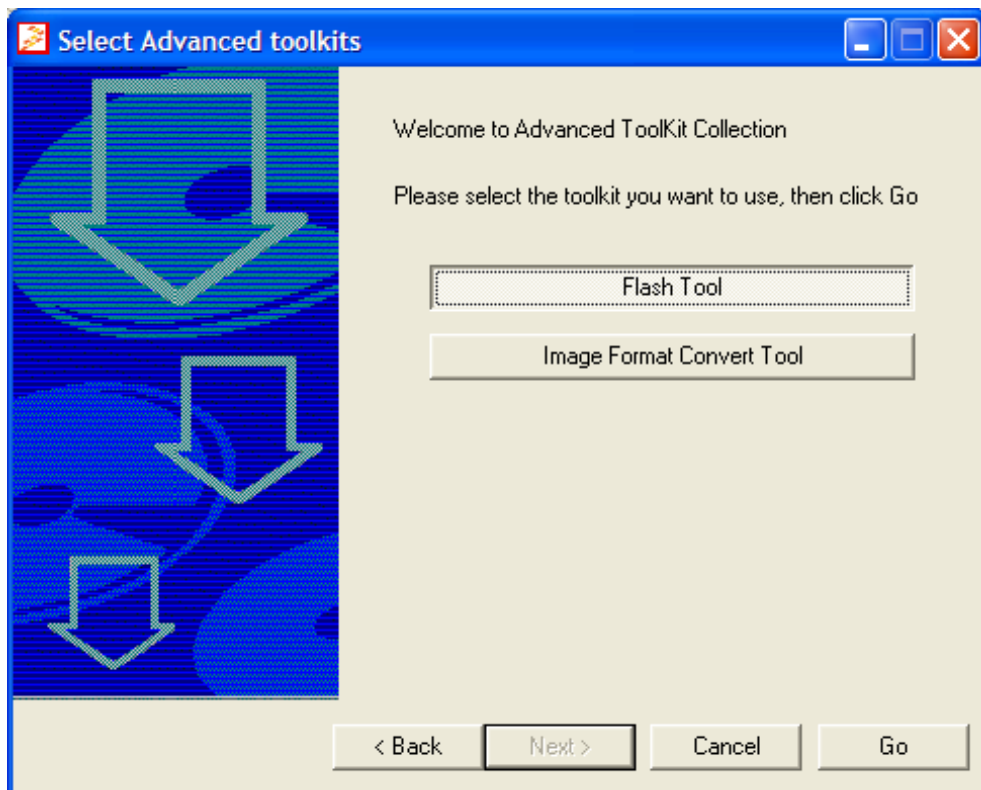 Select Advanced toolkits
Welcome to Advanced ToolKit Collection
Please select the toolkit you want to use, then click Go
Flash Tool
Image Format Convert Tool
< Back
Next >
Cancel
Go